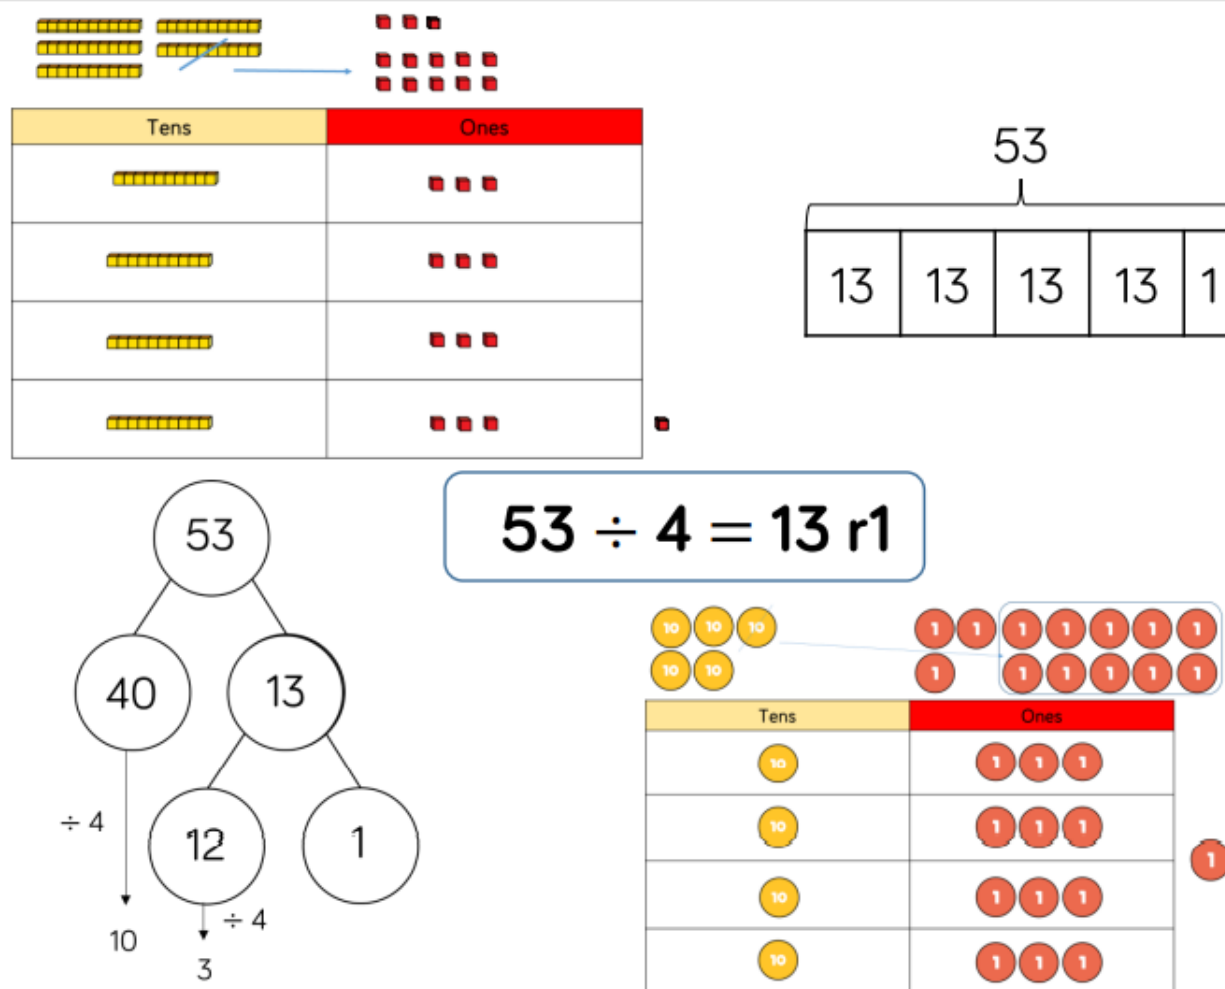 Tens Ones
53
13 13 13 13 1
53
40 13
÷ 4
12 1
÷ 4
10
3
53 ÷ 4 = 13 r1
10 10 10 1 1 1 1 1 1 1
10 10 1 1 1 1 1 1
Tens Ones
10 1 1 1
10 1 1 1
1
10 1 1 1
10 1 1 1